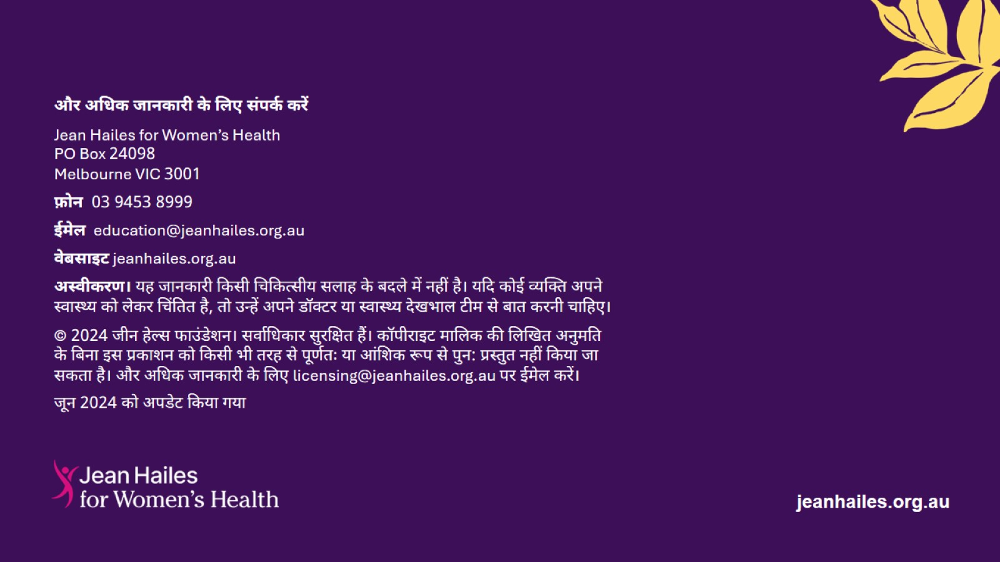 और अधिक जानकारी के लिए संपर्क करें
Jean Hailes for Women’s Health
PO Box 24098
Melbourne VIC 3001
फ़ोन 03 9453 8999
ईमेल education@jeanhailes.org.au
वेबसाइट jeanhailes.org.au
अस्वीकरण। यह जानकारी किसी चिकित्सीय सलाह के बदले में नहीं है। यदि कोई व्यक्ति अपने
स्वास्थ्य को लेकर चिंतित है, तो उन्हें अपने डॉक्टर या स्वास्थ्य देखभाल टीम से बात करनी चाहिए।
© 2024 जीन हेल्स फाउंडेशन। सर्वाधिकार सुरक्षित हैं। कॉपीराइट मालिक की लिखित अनुमति
के बिना इस प्रकाशन को किसी भी तरह से पूर्णतः या आंशिक रूप से पुन: प्रस्तुत नहीं किया जा
सकता है। और अधिक जानकारी के लिए licensing@jeanhailes.org.au पर ईमेल करें।
जून 2024 को अपडेट किया गया
Jean Hailes
for Women’s Health
jeanhailes.org.au